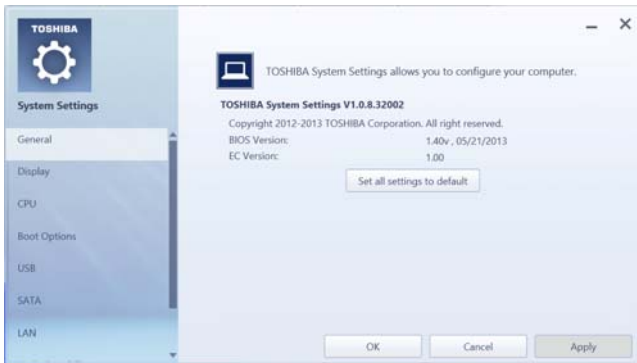 TOSHIBA
System Settings
General
Display
CPU
Boot Options
USB
SATA
LAN
TOSHIBA System Settings allows you to configure your computer.
TOSHIBA System Settings V1.0.8.32002
Copyright 2012-2013 TOSHIBA Corporation. All right reserved.
BIOS Version: 1.40v , 05/21/2013
EC Version: 1.00
Set all settings to default
OK Cancel Apply